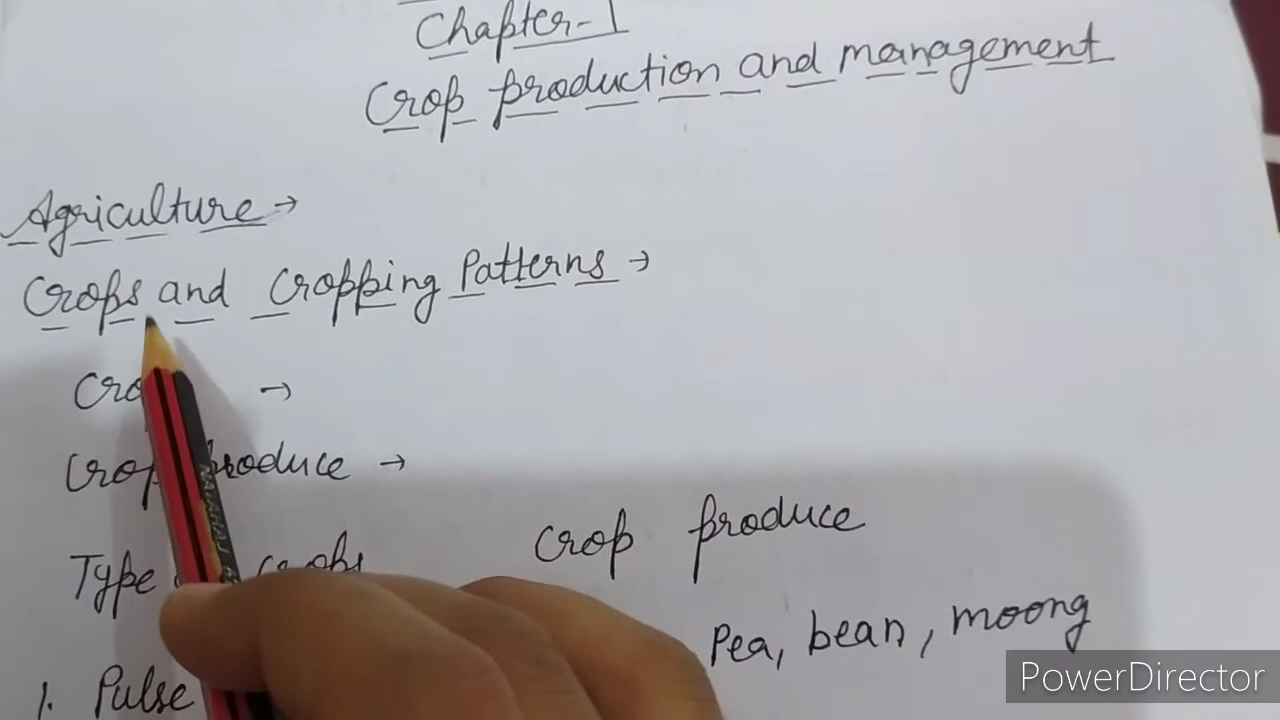 Chapter-1
Crop production and management
Agriculture →
Crops and Cropping Patterns →
→
produce →
Type crops
Crop produce
Pea, bean, moong
1. Pulse
PowerDirector